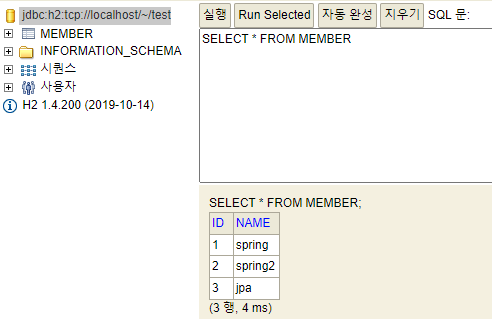 jdbc:h2:tcp://localhost/~/test
MEMBER
INFORMATION_SCHEMA
시퀀스
사용자
H2 1.4.200 (2019-10-14)
실행 Run Selected 자동 완성 지우기 SQL 문:
SELECT * FROM MEMBER
SELECT * FROM MEMBER;
ID NAME
1 spring
2 spring2
3 jpa
(3 행, 4 ms)